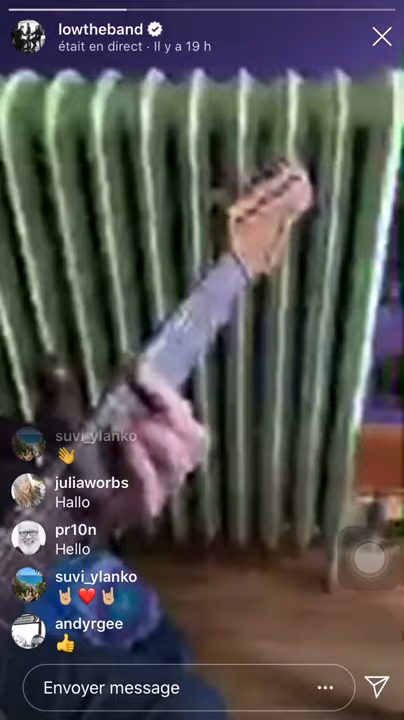 lowtheband
était en direct · Il y a 19 h
suvi_ylanko
👋
juliaworbs
Hallo
pr10n
Hello
suvi_ylanko
🤘🏼❤️🤘🏼
andyrgee
👍
Envoyer message